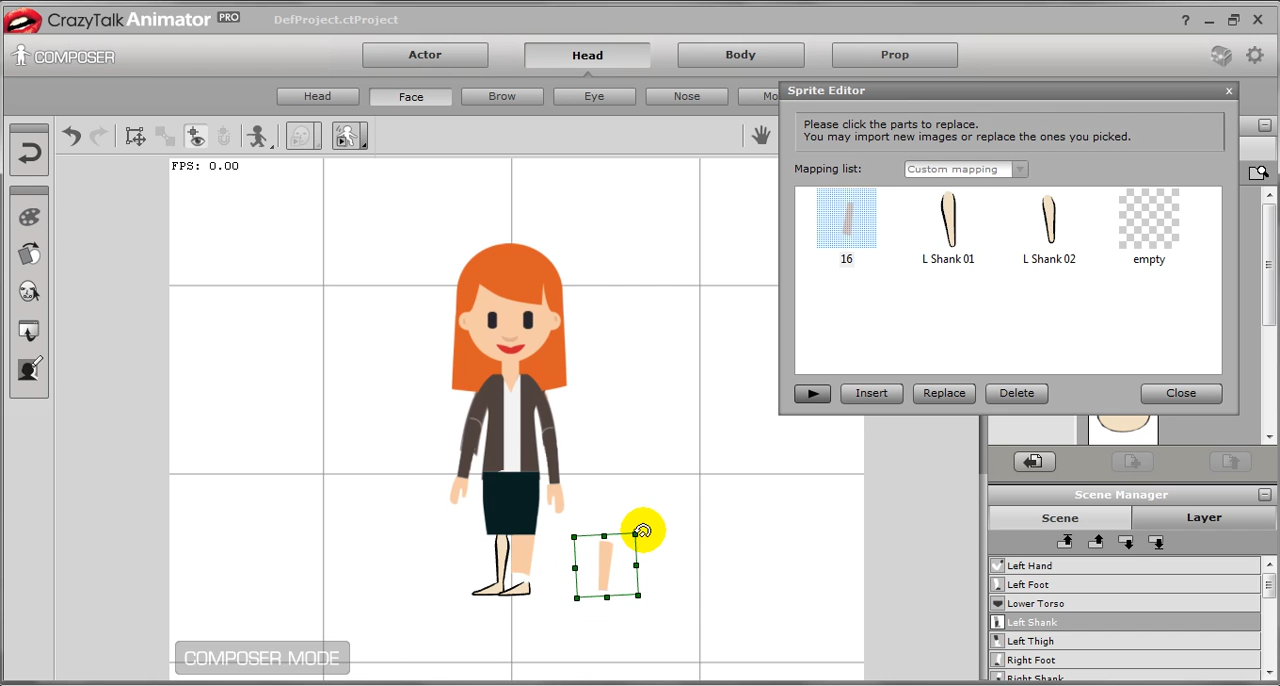 CrazyTalk Animator PRO DefProject.ctProject ?
COMPOSER Actor Head Body Prop
Head Face Brow Eye Nose Mo
Sprite Editor x
Please click the parts to replace.
You may import new images or replace the ones you picked.
FPS: 0.00
Mapping list: Custom mapping
16 L Shank 01 L Shank 02 empty
Insert Replace Delete Close
Scene Manager
Scene Layer
Left Hand
Left Foot
Lower Torso
Left Shank
Left Thigh
Right Foot
Right Shank
COMPOSER MODE